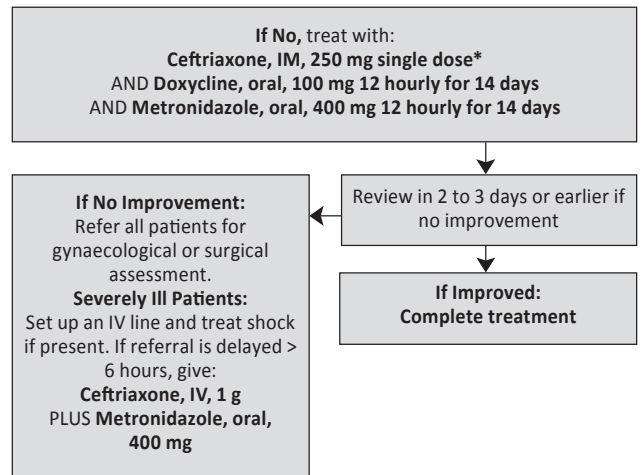 If No, treat with:
Ceftriaxone, IM, 250 mg single dose*
AND Doxycline, oral, 100 mg 12 hourly for 14 days
AND Metronidazole, oral, 400 mg 12 hourly for 14 days
Review in 2 to 3 days or earlier if
no improvement
If No Improvement:
Refer all patients for
gynaecological or surgical
assessment.
Severely Ill Patients:
Set up an IV line and treat shock
if present. If referral is delayed >
6 hours, give:
Ceftriaxone, IV, 1 g
PLUS Metronidazole, oral,
400 mg
If Improved:
Complete treatment